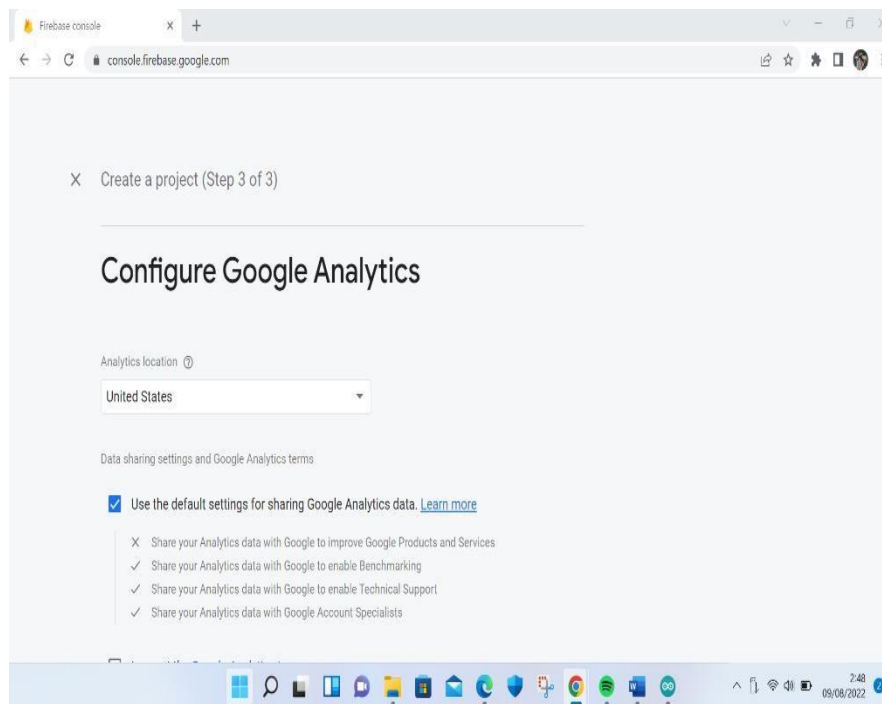 Firebase console
console.firebase.google.com
Create a project (Step 3 of 3)
Configure Google Analytics
Analytics location
United States
Data sharing settings and Google Analytics terms
Use the default settings for sharing Google Analytics data. Learn more
Share your Analytics data with Google to improve Google Products and Services
Share your Analytics data with Google to enable Benchmarking
Share your Analytics data with Google to enable Technical Support
Share your Analytics data with Google Account Specialists
2:48
09/08/2022
2